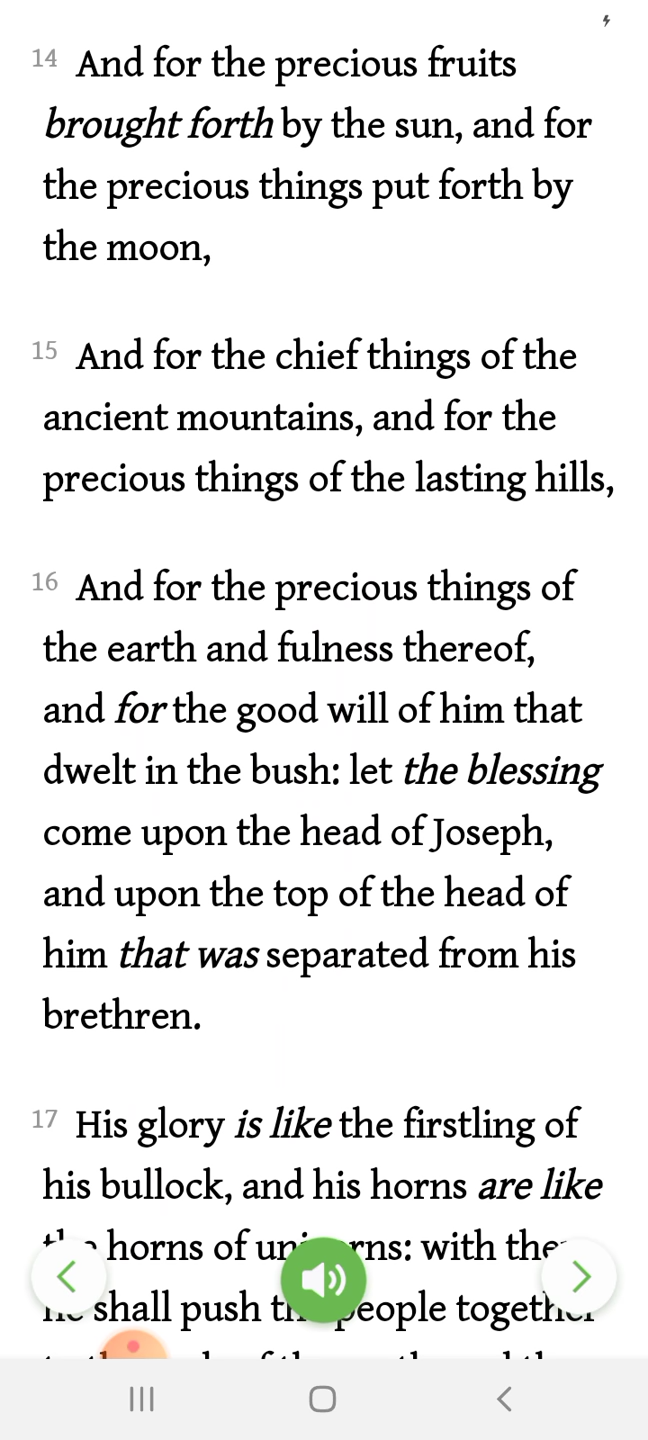 14 And for the precious fruits
brought forth by the sun, and for
the precious things put forth by
the moon,
15 And for the chief things of the
ancient mountains, and for the
precious things of the lasting hills,
16 And for the precious things of
the earth and fulness thereof,
and for the good will of him that
dwelt in the bush: let the blessing
come upon the head of Joseph,
and upon the top of the head of
him that was separated from his
brethren.
17 His glory is like the firstling of
his bullock, and his horns are like
horns of unicorns: with
shall push the people together